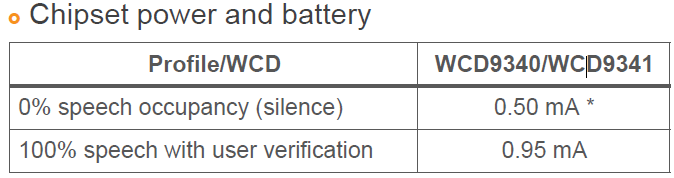 Chipset power and battery
Profile/WCD WCD9340/WCD9341
0% speech occupancy (silence) 0.50 mA *
100% speech with user verification 0.95 mA